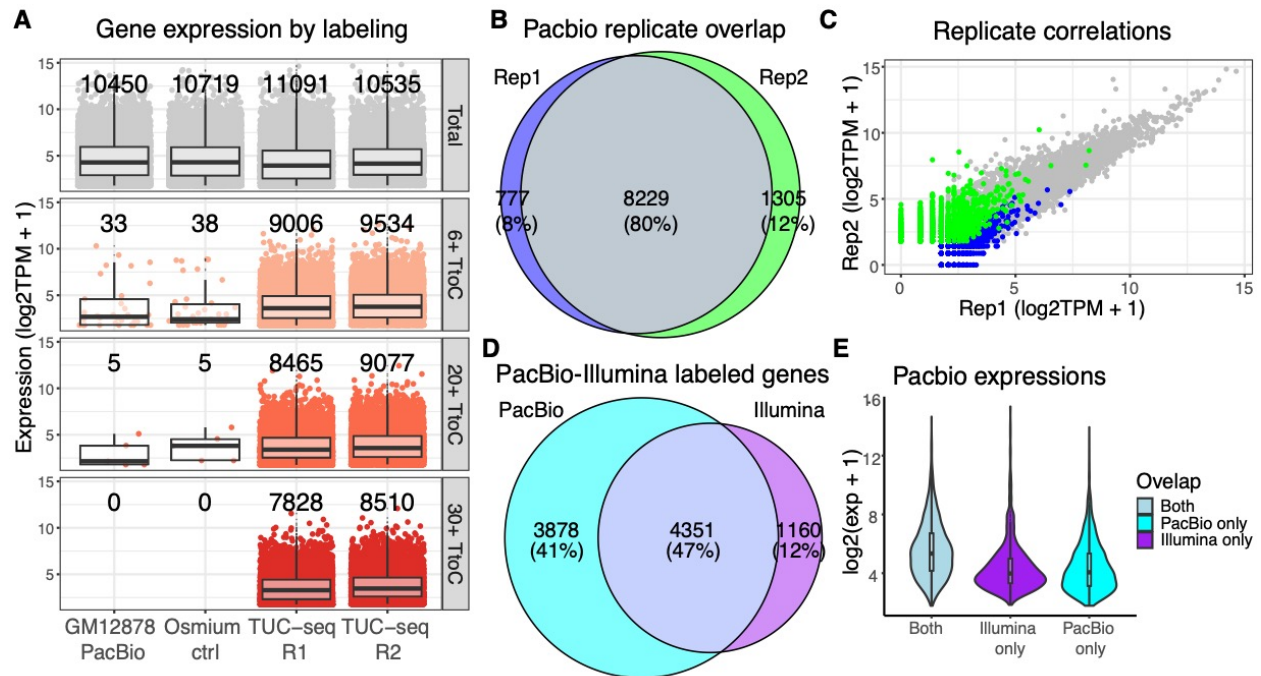 A
Gene expression by labeling
Expression (log2TPM + 1)
15
10
5
10450 10719 11091 10535
Total
15
10
5
33 38 9006 9534
6+ TtoC
15
10
5
5 5 8465 9077
20+ TtoC
15
10
5
0 0 7828 8510
30+ TtoC
GM12878 Osmium TUC−seq TUC−seq
PacBio ctrl R1 R2
B
Pacbio replicate overlap
Rep1
Rep2
777
(8%)
8229
(80%)
1305
(12%)
C
Replicate correlations
Rep2 (log2TPM + 1)
15
10
5
0
0 5 10 15
Rep1 (log2TPM + 1)
D
PacBio-Illumina labeled genes
PacBio
Illumina
3878
(41%)
4351
(47%)
1160
(12%)
E
Pacbio expressions
log2(exp + 1)
16
12
8
4
Both Illumina PacBio
only only
Overlap
Both
PacBio only
Illumina only